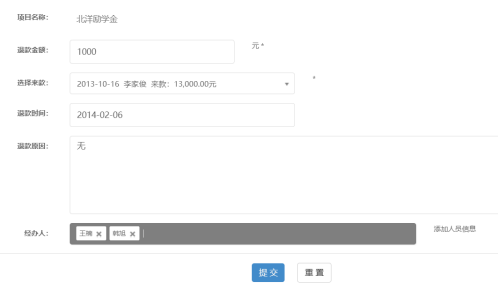 项目名称： 北洋励学金
退款金额： 1000 元 *
选择来款： 2013-10-16 李家俊 来款：13,000.00元 *
退款时间： 2014-02-06
退款原因： 无
经办人： 王楠 × 韩旭 × 添加人员信息
提交 重置